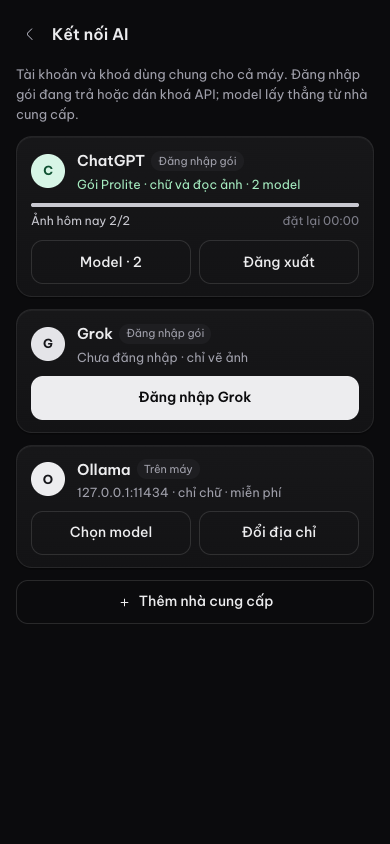 Kết nối AI
Tài khoản và khoá dùng chung cho cả máy. Đăng nhập
gói đang trả hoặc dán khoá API; model lấy thẳng từ nhà
cung cấp.
C
ChatGPT
Đăng nhập gói
Gói Prolite · chữ và đọc ảnh · 2 model
Ảnh hôm nay 2/2
đặt lại 00:00
Model · 2
Đăng xuất
G
Grok
Đăng nhập gói
Chưa đăng nhập · chỉ vẽ ảnh
Đăng nhập Grok
O
Ollama
Trên máy
127.0.0.1:11434 · chỉ chữ · miễn phí
Chọn model
Đổi địa chỉ
+ Thêm nhà cung cấp